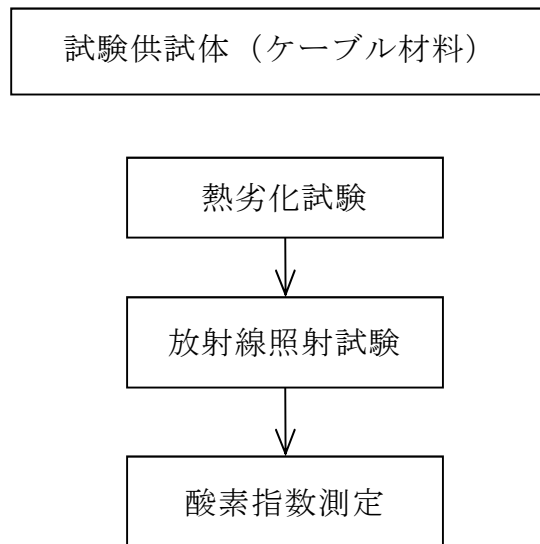 試験供試体（ケーブル材料）
熱劣化試験
放射線照射試験
酸素指数測定